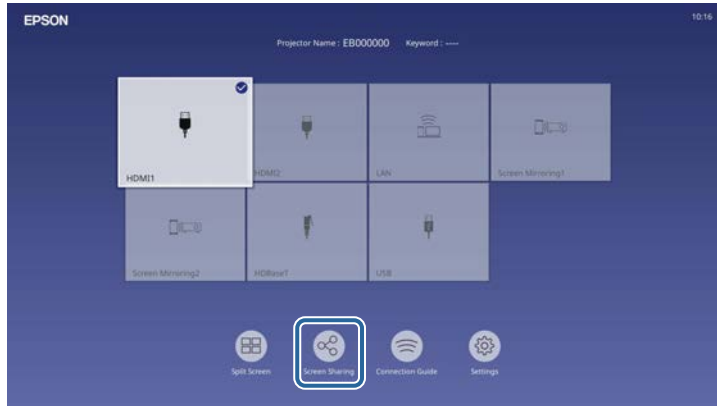 EPSON
10:16
Projector Name : EB000000 Keyword : ----
HDMI1
HDMI2
LAN
Screen Mirroring1
Screen Mirroring2
HDBaseT
USB
Split Screen
Screen Sharing
Connection Guide
Settings